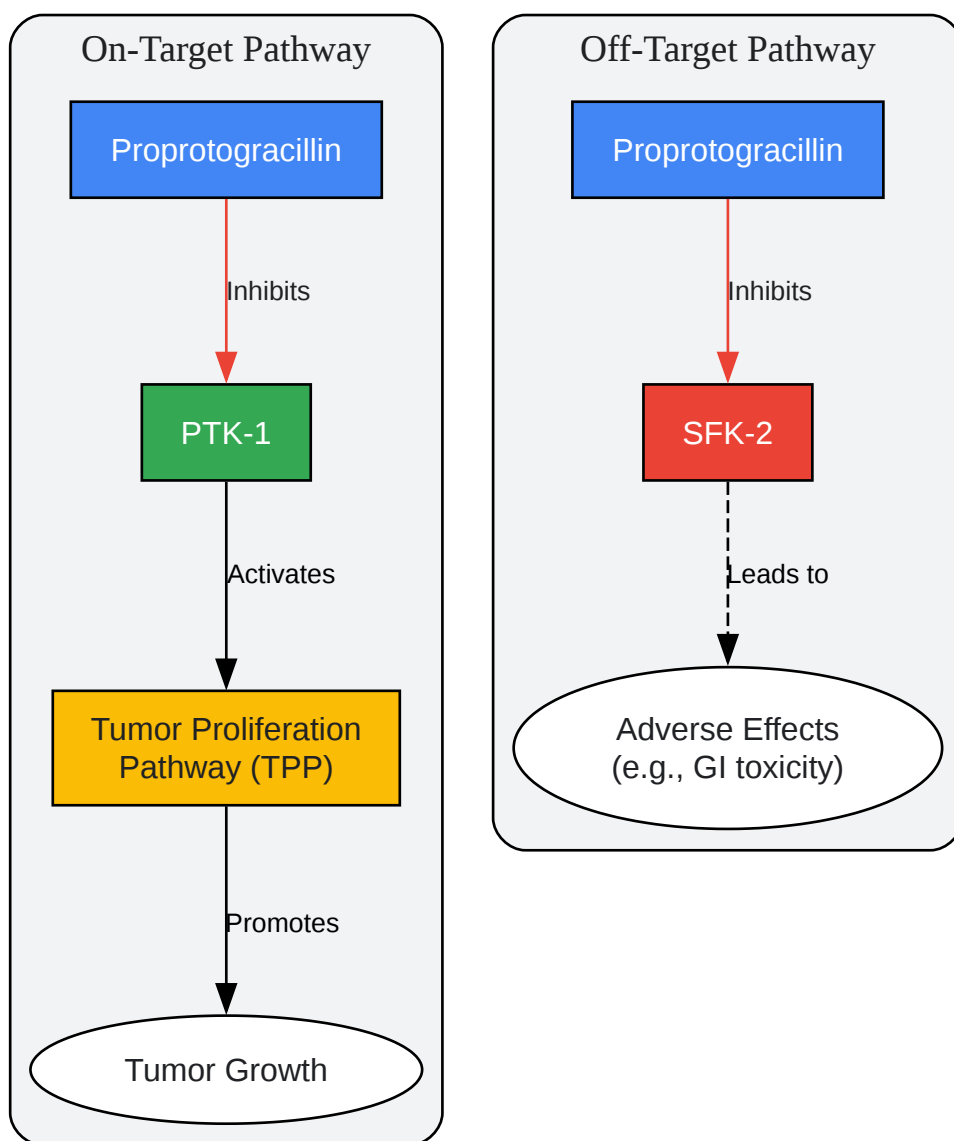 On-Target Pathway
Proprotogracillin
Inhibits
PTK-1
Activates
Tumor Proliferation
Pathway (TPP)
Promotes
Tumor Growth
Off-Target Pathway
Proprotogracillin
Inhibits
SFK-2
Leads to
Adverse Effects
(e.g., GI toxicity)